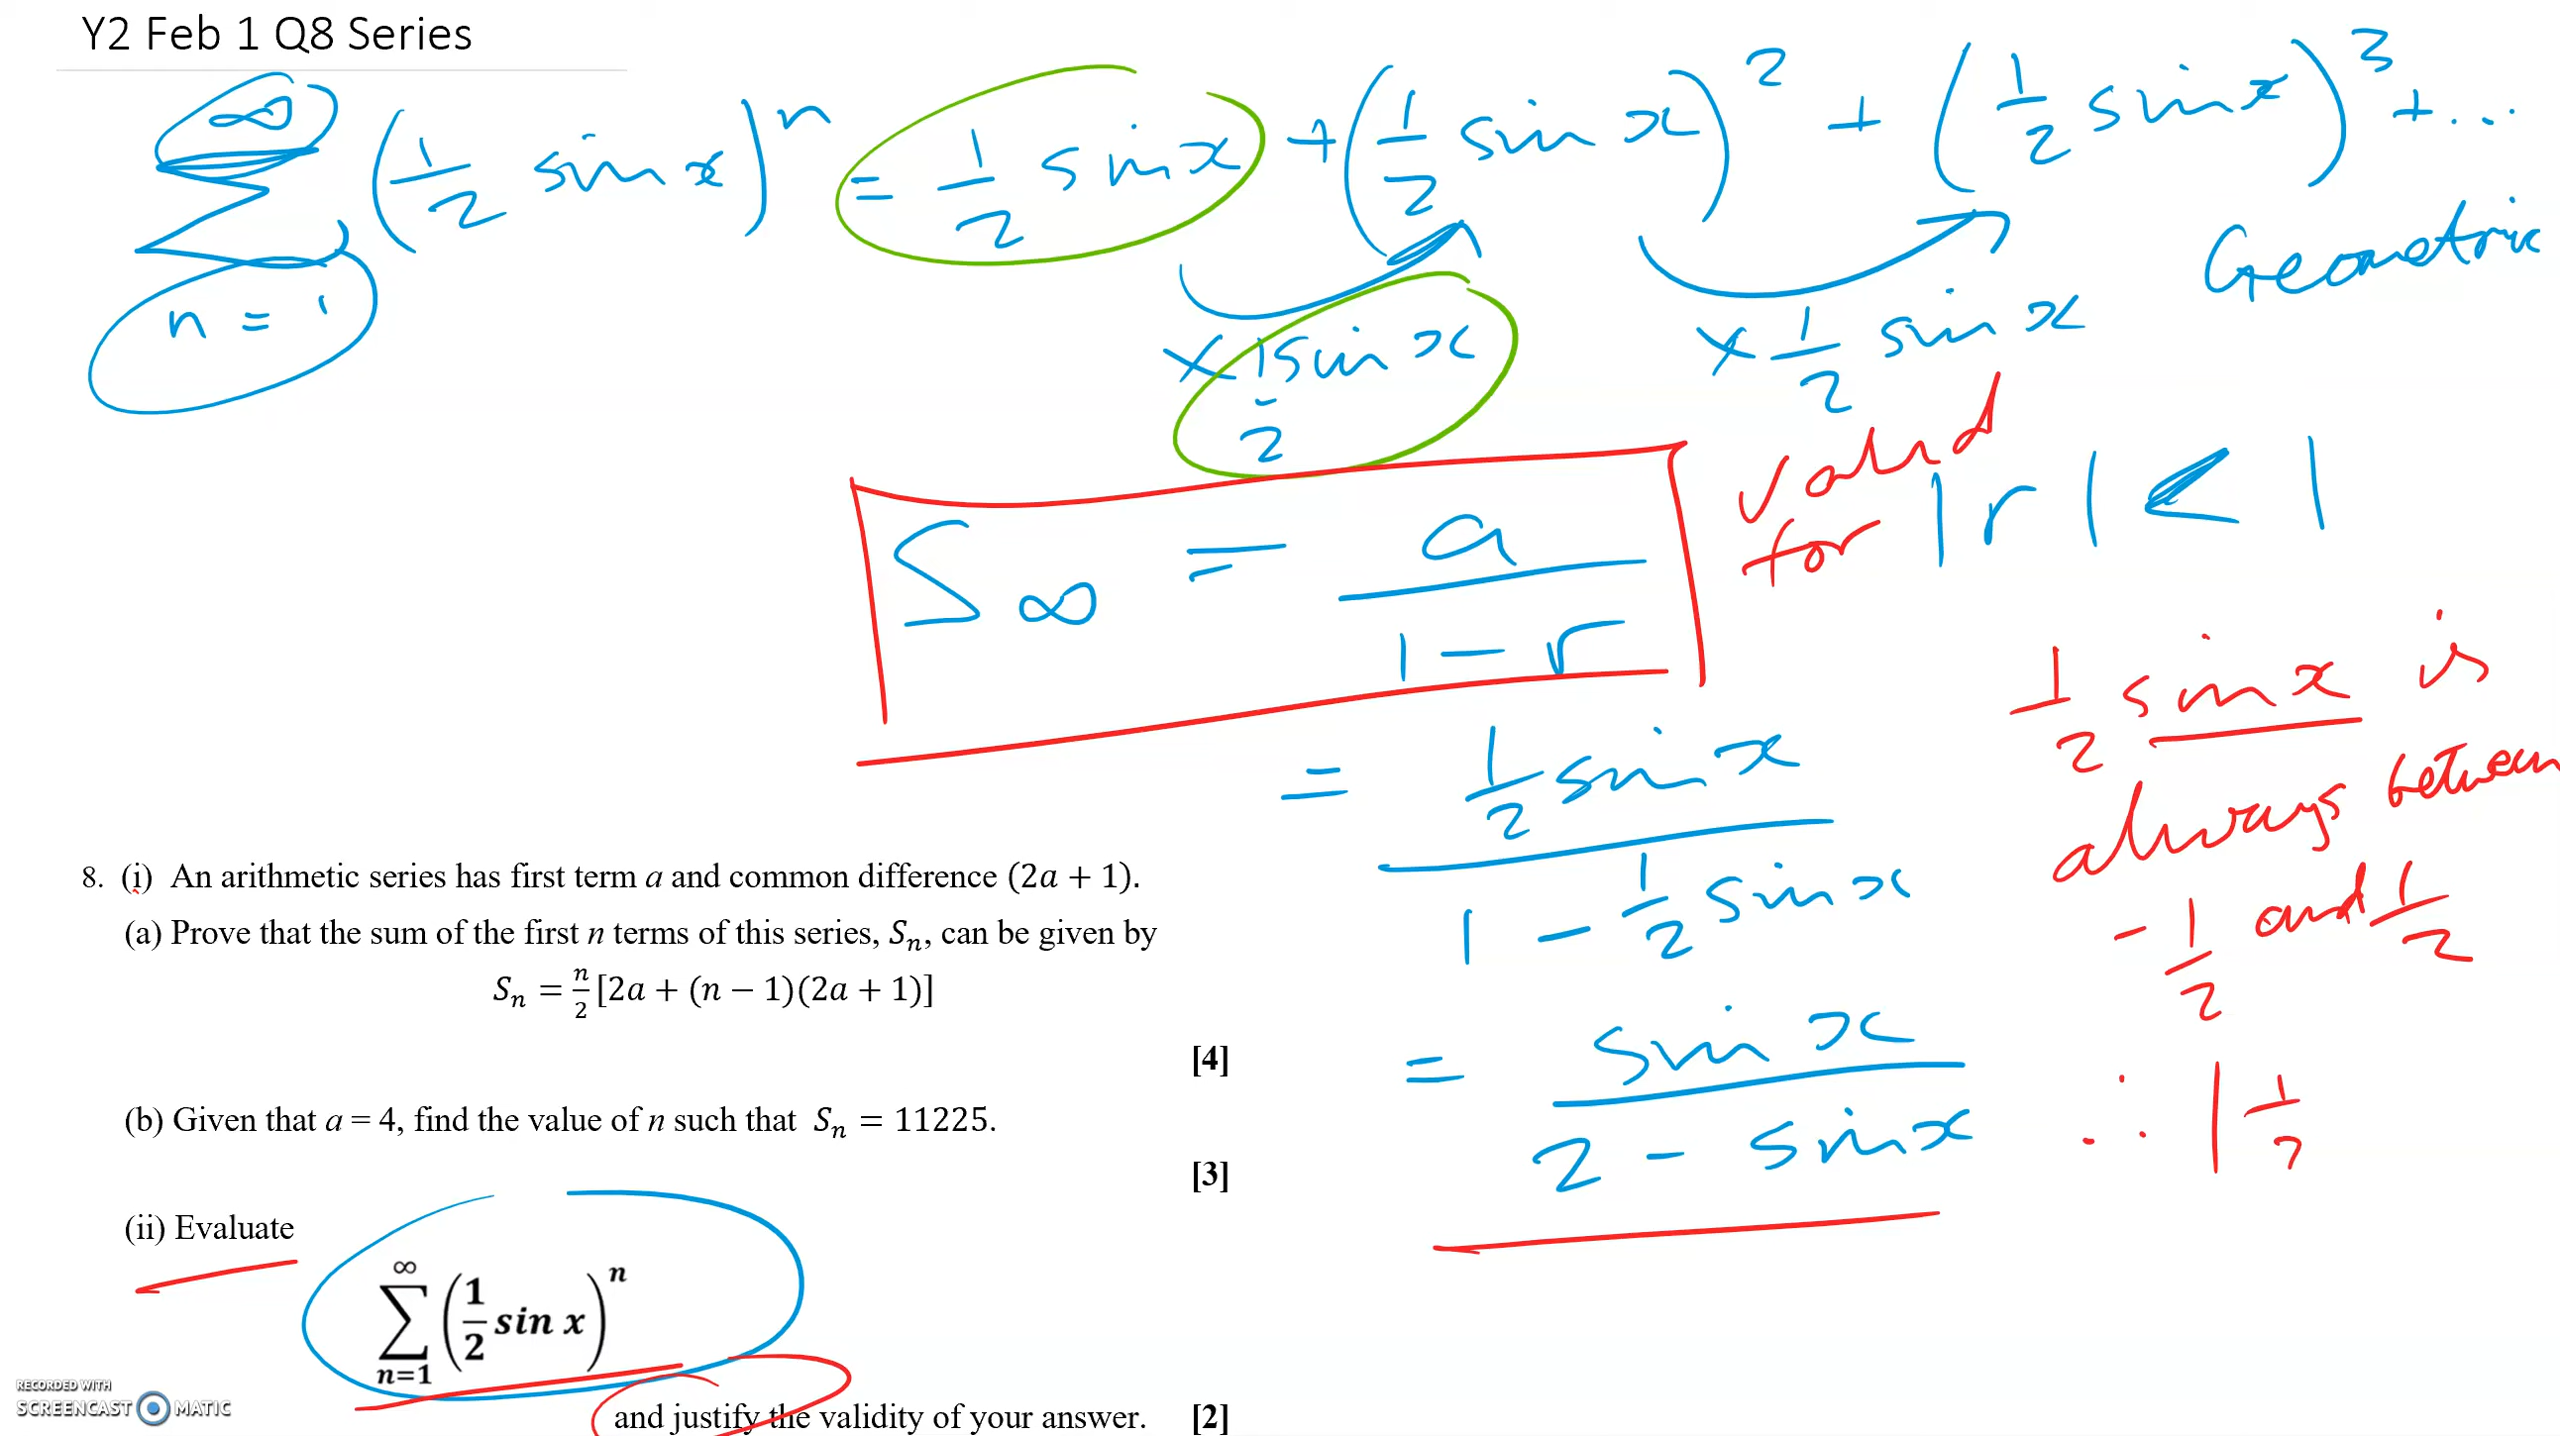 Y2 Feb 1 Q8 Series
∞
Σ (1/2 sin x)^n = 1/2 sin x + (1/2 sin x)^2 + (1/2 sin x)^3 + ...
n = 1
Geometric
× 1/2 sin x   × 1/2 sin x
S∞ = a/(1 - r)
valid for |r| < 1
= (1/2 sin x)/(1 - 1/2 sin x)
= sin x/(2 - sin x)
1/2 sin x is
always between
- 1/2 and 1/2
∴ | 1/2
8. (i) An arithmetic series has first term a and common difference (2a + 1).
(a) Prove that the sum of the first n terms of this series, Sₙ, can be given by
Sₙ = n/2 [2a + (n − 1)(2a + 1)]
[4]
(b) Given that a = 4, find the value of n such that Sₙ = 11225.
[3]
(ii) Evaluate
∞
Σ (1/2 sin x)^n
n=1
and justify the validity of your answer. [2]
RECORDED WITH
SCREENCAST MATIC